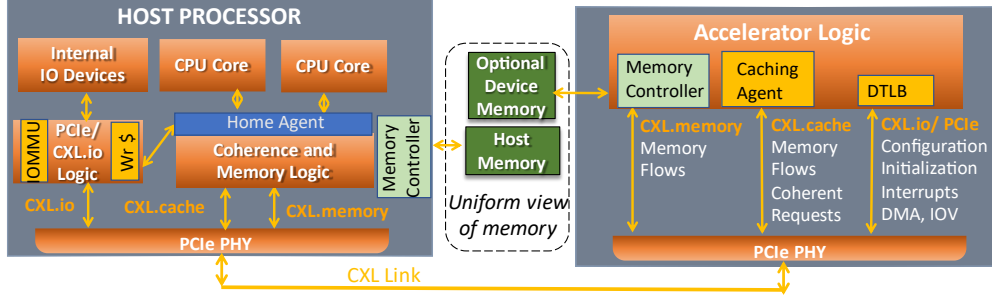 HOST PROCESSOR
Internal
IO Devices
CPU Core
CPU Core
Home Agent
IOMMU
PCIe/
CXL.io
Logic
Wr $
Coherence and
Memory Logic
Memory
Controller
CXL.io
CXL.cache
CXL.memory
PCIe PHY
Optional
Device
Memory
Host
Memory
Uniform view
of memory
Accelerator Logic
Memory
Controller
Caching
Agent
DTLB
CXL.memory
Memory
Flows
CXL.cache
Memory
Flows
Coherent
Requests
CXL.io/ PCIe
Configuration
Initialization
Interrupts
DMA, IOV
PCIe PHY
CXL Link